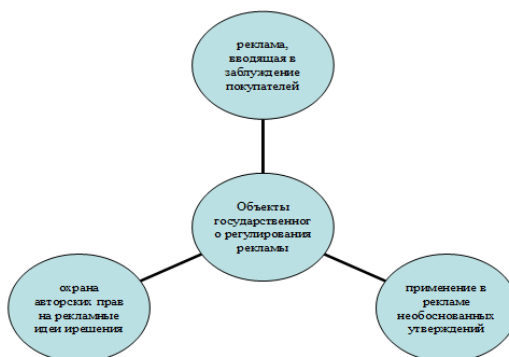 реклама,
вводящая в
заблуждение
покупателей
Объекты
государственног
о регулирования
рекламы
охрана
авторских прав
на рекламные
идеи ирешения
применение в
рекламе
необоснованных
утверждений